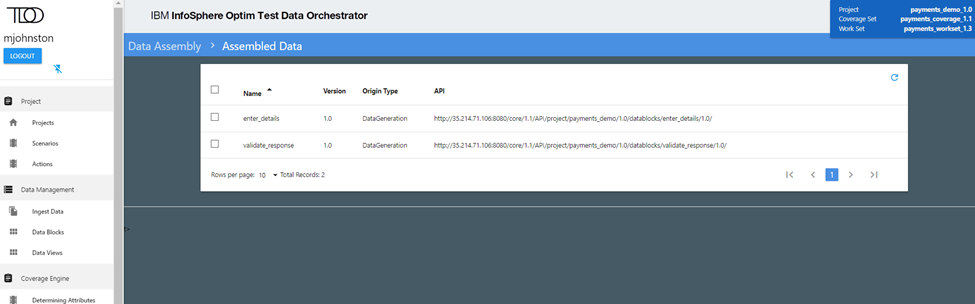 TDO
IBM InfoSphere Optim Test Data Orchestrator
Project payments_demo_1.0
Coverage Set payments_coverage_1.1
Work Set payments_workset_1.3
mjohnston
LOGOUT
Data Assembly > Assembled Data
Name Version Origin Type API
enter_details 1.0 DataGeneration http://35.214.71.106:8080/core/1.1/API/project/payments_demo/1.0/datablocks/enter_details/1.0/
validate_response 1.0 DataGeneration http://35.214.71.106:8080/core/1.1/API/project/payments_demo/1.0/datablocks/validate_response/1.0/
Rows per page: 10 Total Records: 2
1
Project
Projects
Scenarios
Actions
Data Management
Ingest Data
Data Blocks
Data Views
Coverage Engine
Determining Attributes